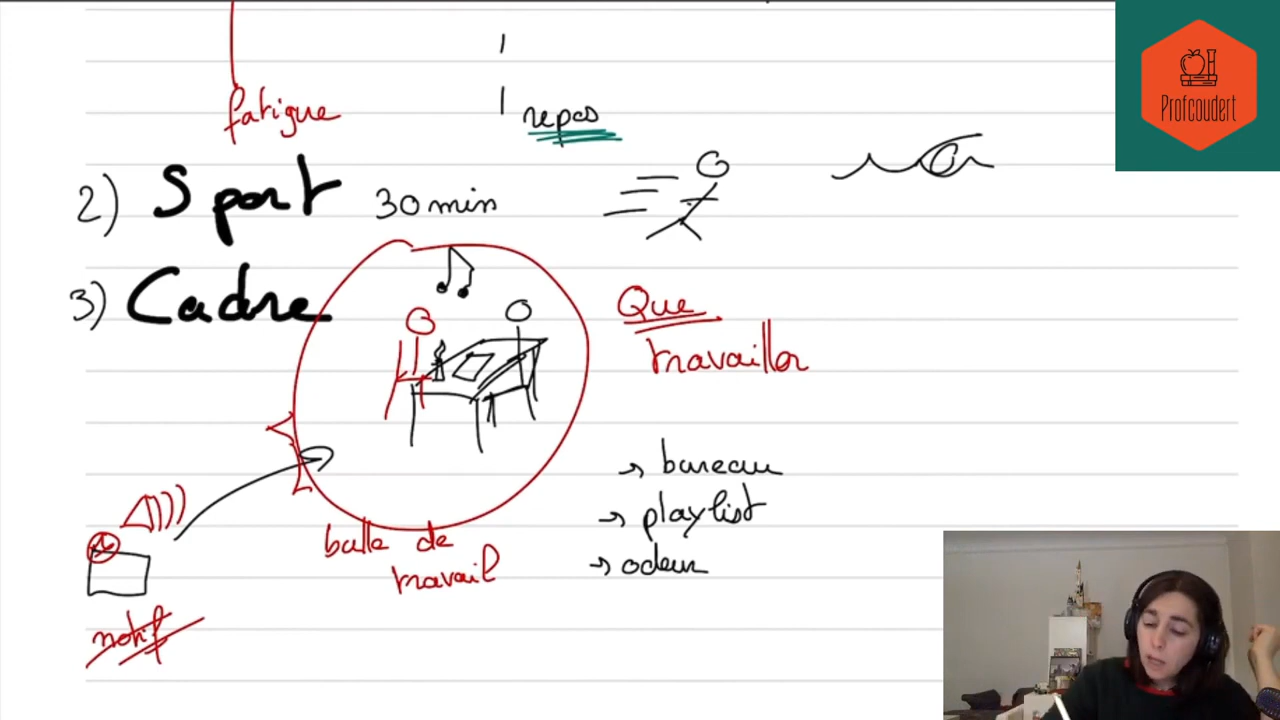 fatigue
repos
2) Sport 30 min
3) Cadre
Que
travailler
→ bureau
→ playlist
→ odeur
bulle de
travail
notif
Profcoudert